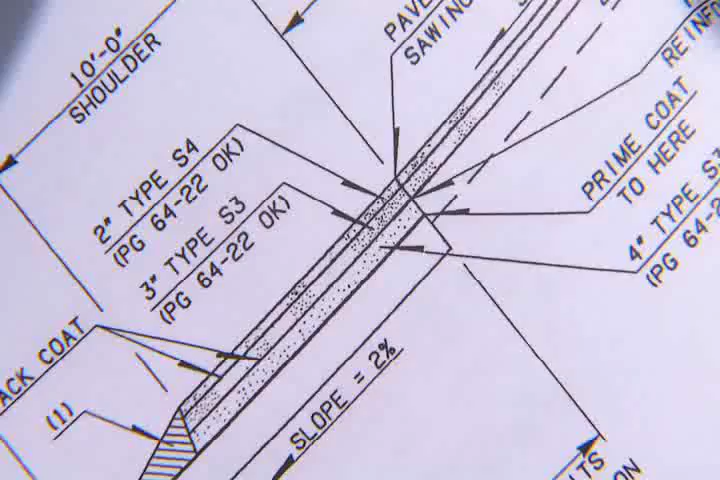 10'-0"
SHOULDER
SAWING
2" TYPE S4
(PG 64-22 OK)
3" TYPE S3
(PG 64-22 OK)
PRIME COAT
TO HERE
4" TYPE
(PG 64-2
ACK COAT
(1)
SLOPE = 2%